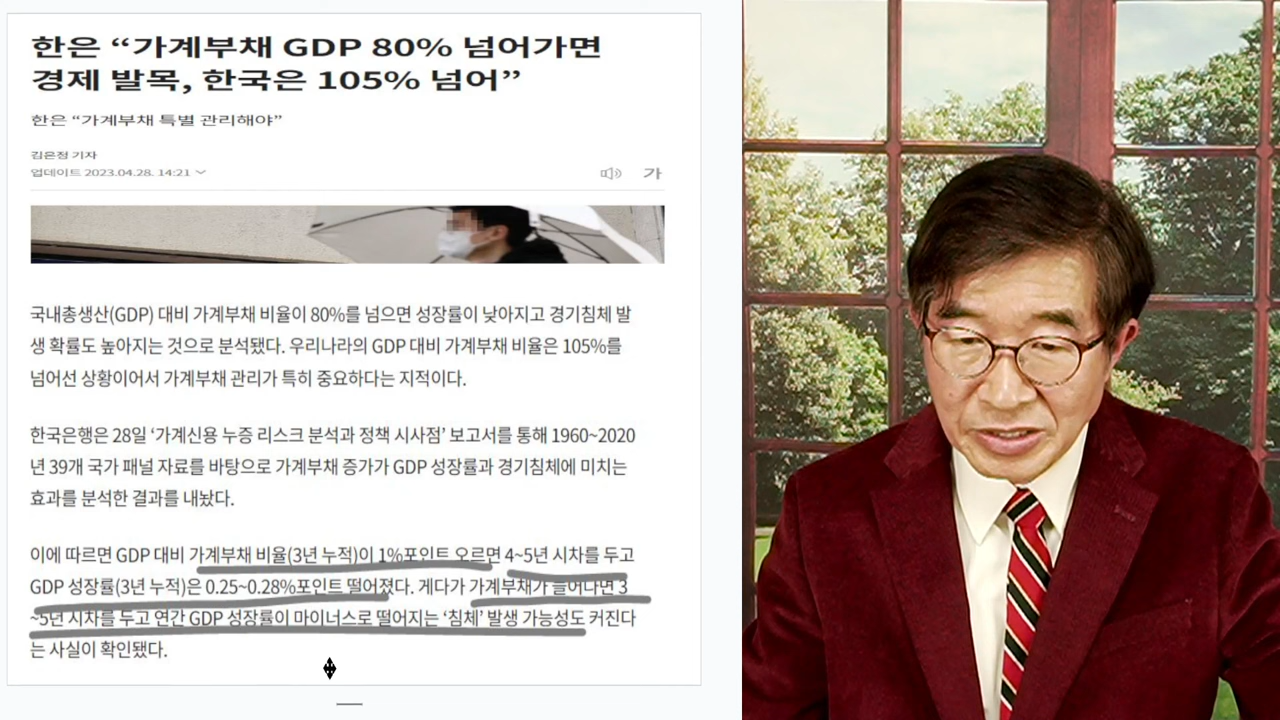 한은 “가계부채 GDP 80% 넘어가면
경제 발목, 한국은 105% 넘어”
한은 “가계부채 특별 관리해야”
김은정 기자
업데이트 2023.04.28. 14:21
가
국내총생산(GDP) 대비 가계부채 비율이 80%를 넘으면 성장률이 낮아지고 경기침체 발
생 확률도 높아지는 것으로 분석됐다. 우리나라의 GDP 대비 가계부채 비율은 105%를
넘어선 상황이어서 가계부채 관리가 특히 중요하다는 지적이다.
한국은행은 28일 ‘가계신용 누증 리스크 분석과 정책 시사점’ 보고서를 통해 1960~2020
년 39개 국가 패널 자료를 바탕으로 가계부채 증가가 GDP 성장률과 경기침체에 미치는
효과를 분석한 결과를 내놨다.
이에 따르면 GDP 대비 가계부채 비율(3년 누적)이 1%포인트 오르면 4~5년 시차를 두고
GDP 성장률(3년 누적)은 0.25~0.28%포인트 떨어졌다. 게다가 가계부채가 늘어나면 3
~5년 시차를 두고 연간 GDP 성장률이 마이너스로 떨어지는 ‘침체’ 발생 가능성도 커진다
는 사실이 확인됐다.